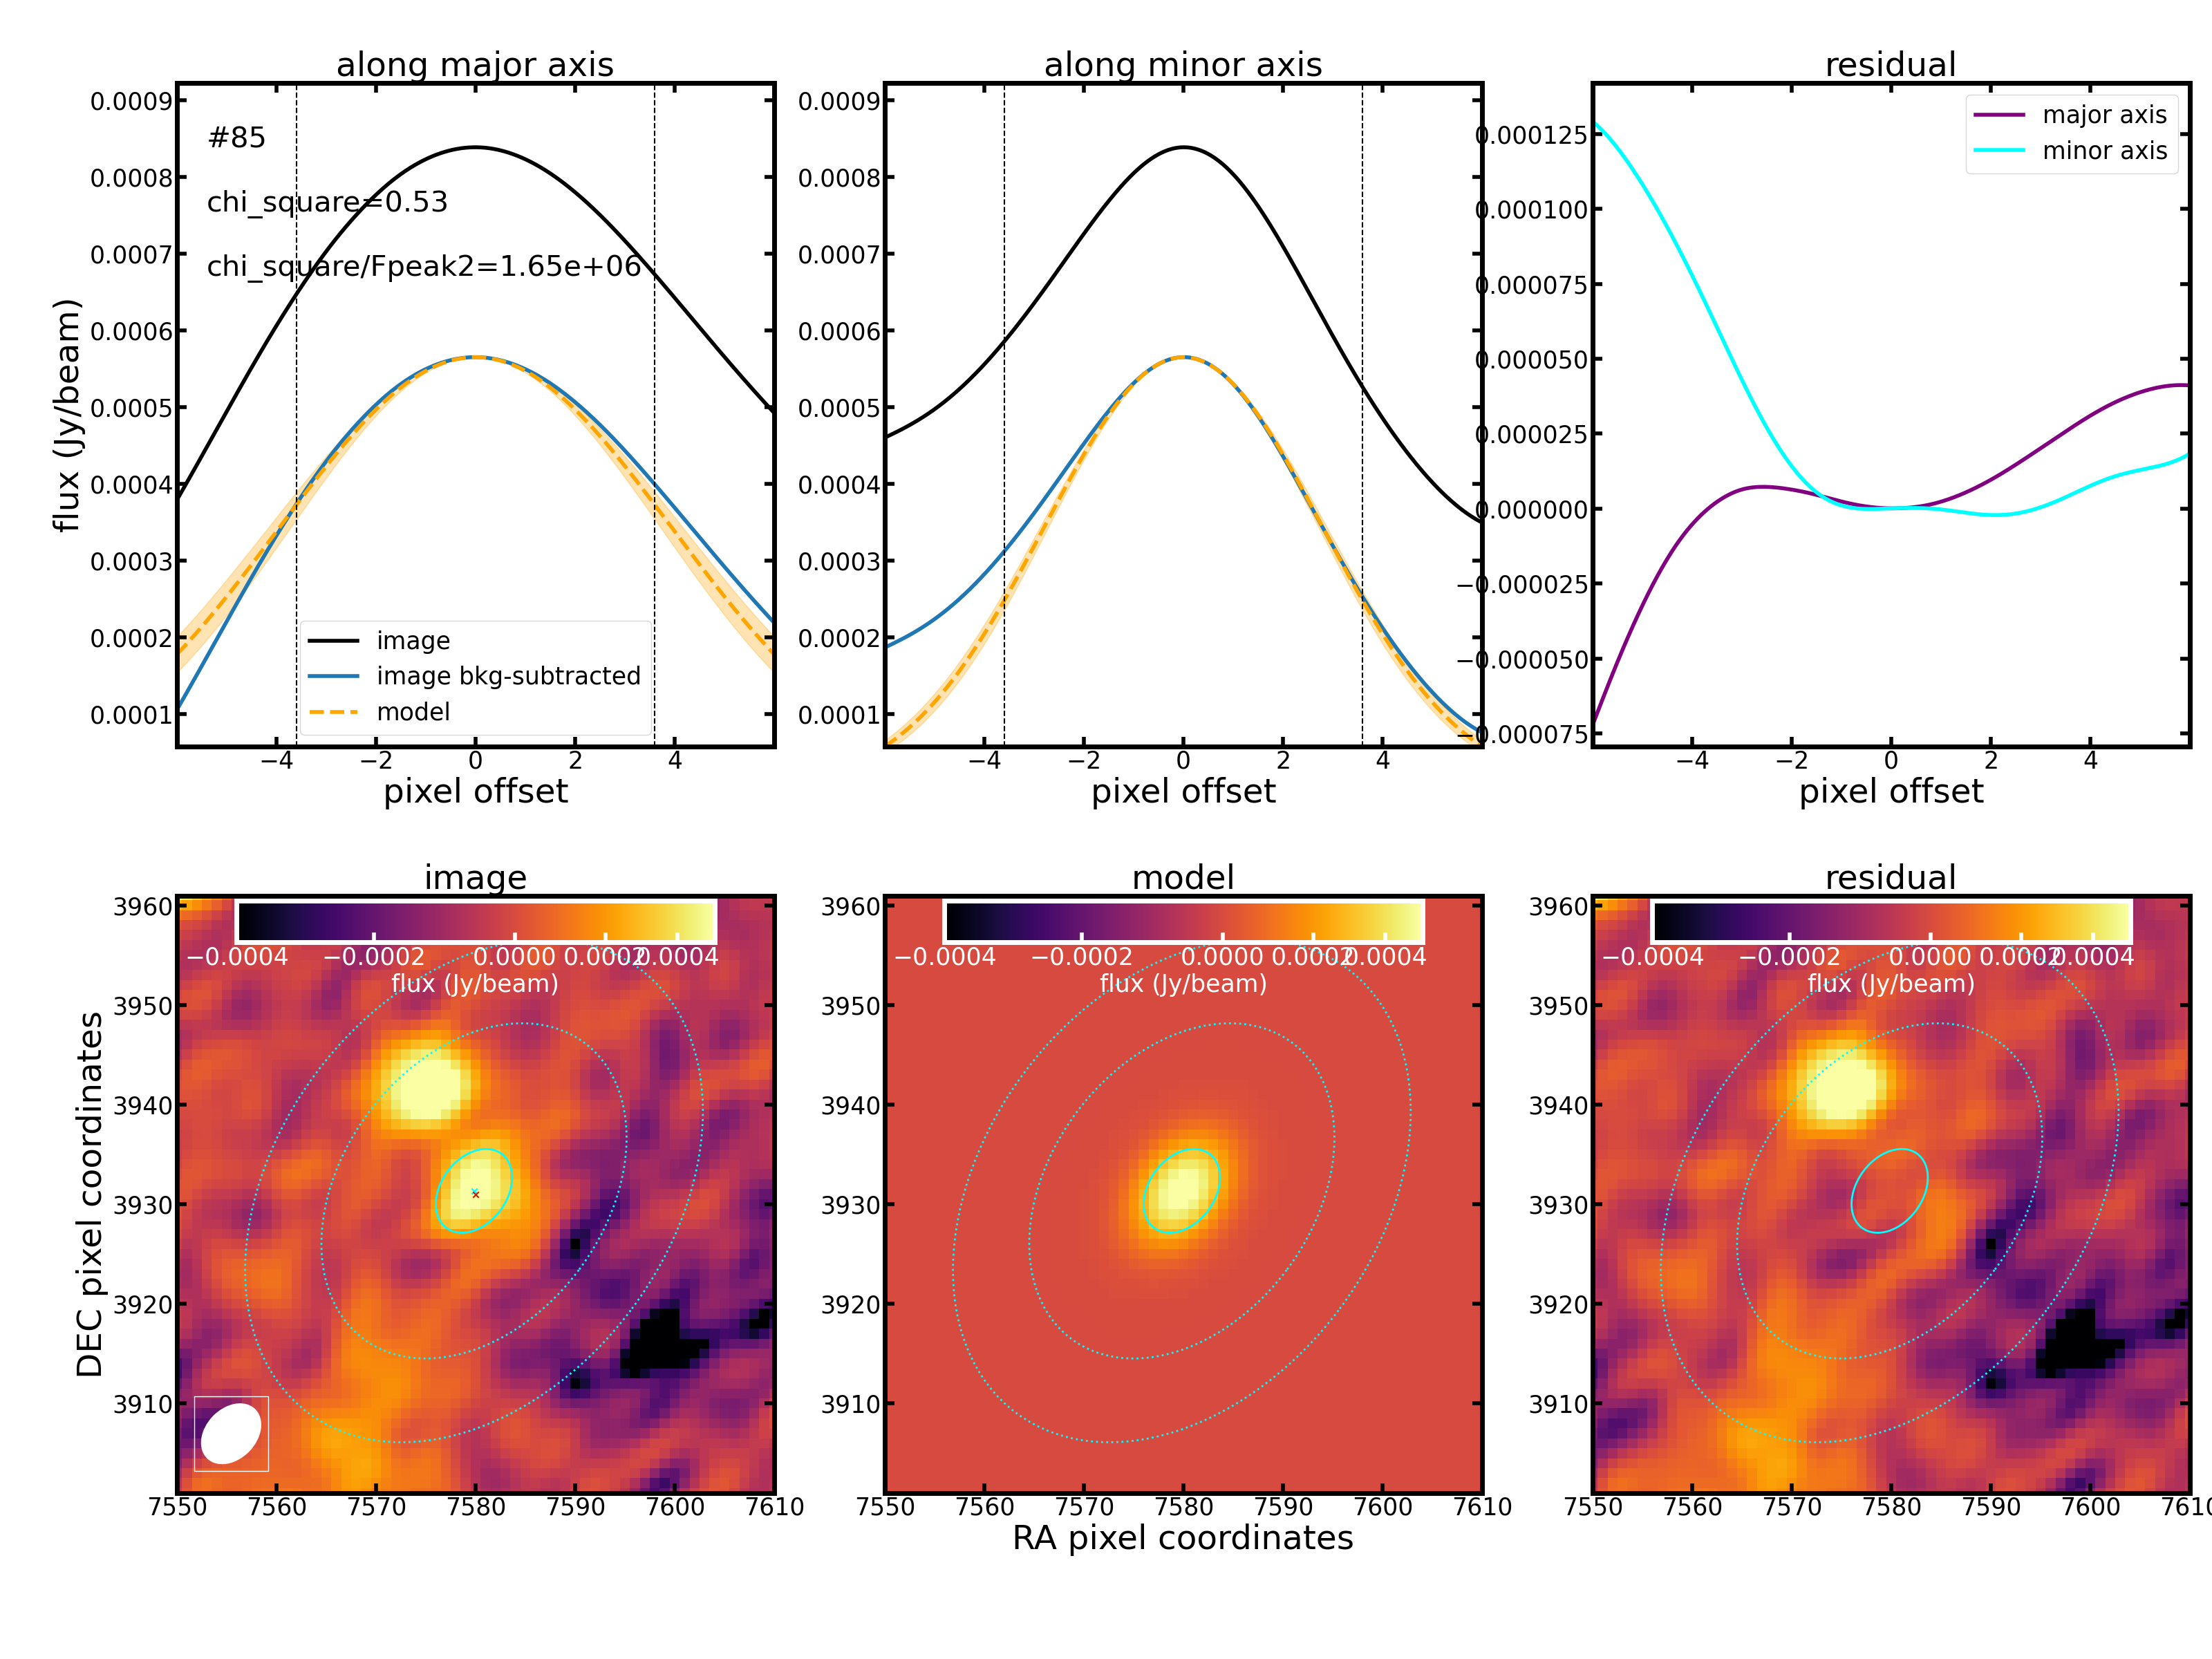 along major axis
along minor axis
residual
0.0009
0.0008
0.0007
0.0006
0.0005
0.0004
0.0003
0.0002
0.0001
flux (Jy/beam)
#85
chi_square=0.53
chi_square/Fpeak2=1.65e+06
image
image bkg-subtracted
model
−4 −2 0 2 4
pixel offset
0.0009
0.0008
0.0007
0.0006
0.0005
0.0004
0.0003
0.0002
0.0001
−4 −2 0 2 4
pixel offset
0.000125
0.000100
0.000075
0.000050
0.000025
0.000000
−0.000025
−0.000050
−0.000075
major axis
minor axis
−4 −2 0 2 4
pixel offset
image
model
residual
3960
3950
3940
3930
3920
3910
DEC pixel coordinates
−0.0004 −0.0002 0.0000 0.0002 0.0004
flux (Jy/beam)
7550 7560 7570 7580 7590 7600 7610
3960
3950
3940
3930
3920
3910
−0.0004 −0.0002 0.0000 0.0002 0.0004
flux (Jy/beam)
7550 7560 7570 7580 7590 7600 7610
RA pixel coordinates
3960
3950
3940
3930
3920
3910
−0.0004 −0.0002 0.0000 0.0002 0.0004
flux (Jy/beam)
7550 7560 7570 7580 7590 7600 761